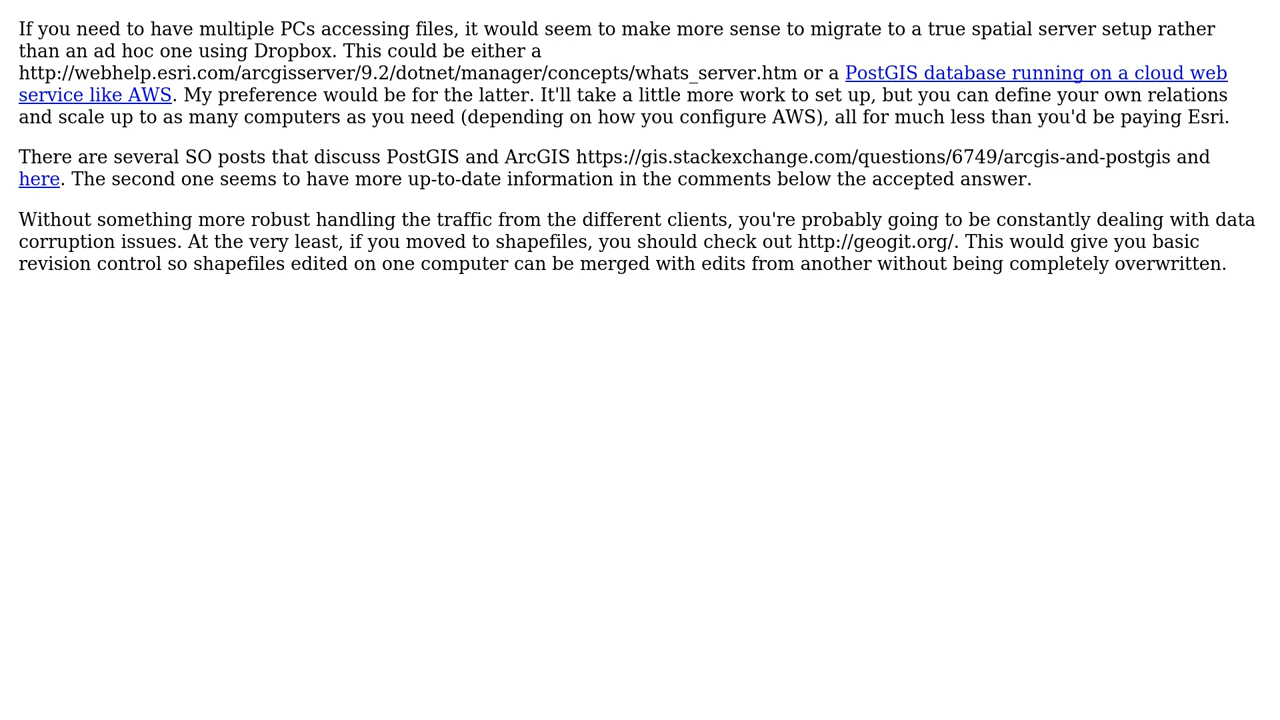 If you need to have multiple PCs accessing files, it would seem to make more sense to migrate to a true spatial server setup rather
than an ad hoc one using Dropbox. This could be either a
http://webhelp.esri.com/arcgisserver/9.2/dotnet/manager/concepts/whats_server.htm or a PostGIS database running on a cloud web
service like AWS. My preference would be for the latter. It'll take a little more work to set up, but you can define your own relations
and scale up to as many computers as you need (depending on how you configure AWS), all for much less than you'd be paying Esri.
There are several SO posts that discuss PostGIS and ArcGIS https://gis.stackexchange.com/questions/6749/arcgis-and-postgis and
here. The second one seems to have more up-to-date information in the comments below the accepted answer.
Without something more robust handling the traffic from the different clients, you're probably going to be constantly dealing with data
corruption issues. At the very least, if you moved to shapefiles, you should check out http://geogit.org/. This would give you basic
revision control so shapefiles edited on one computer can be merged with edits from another without being completely overwritten.